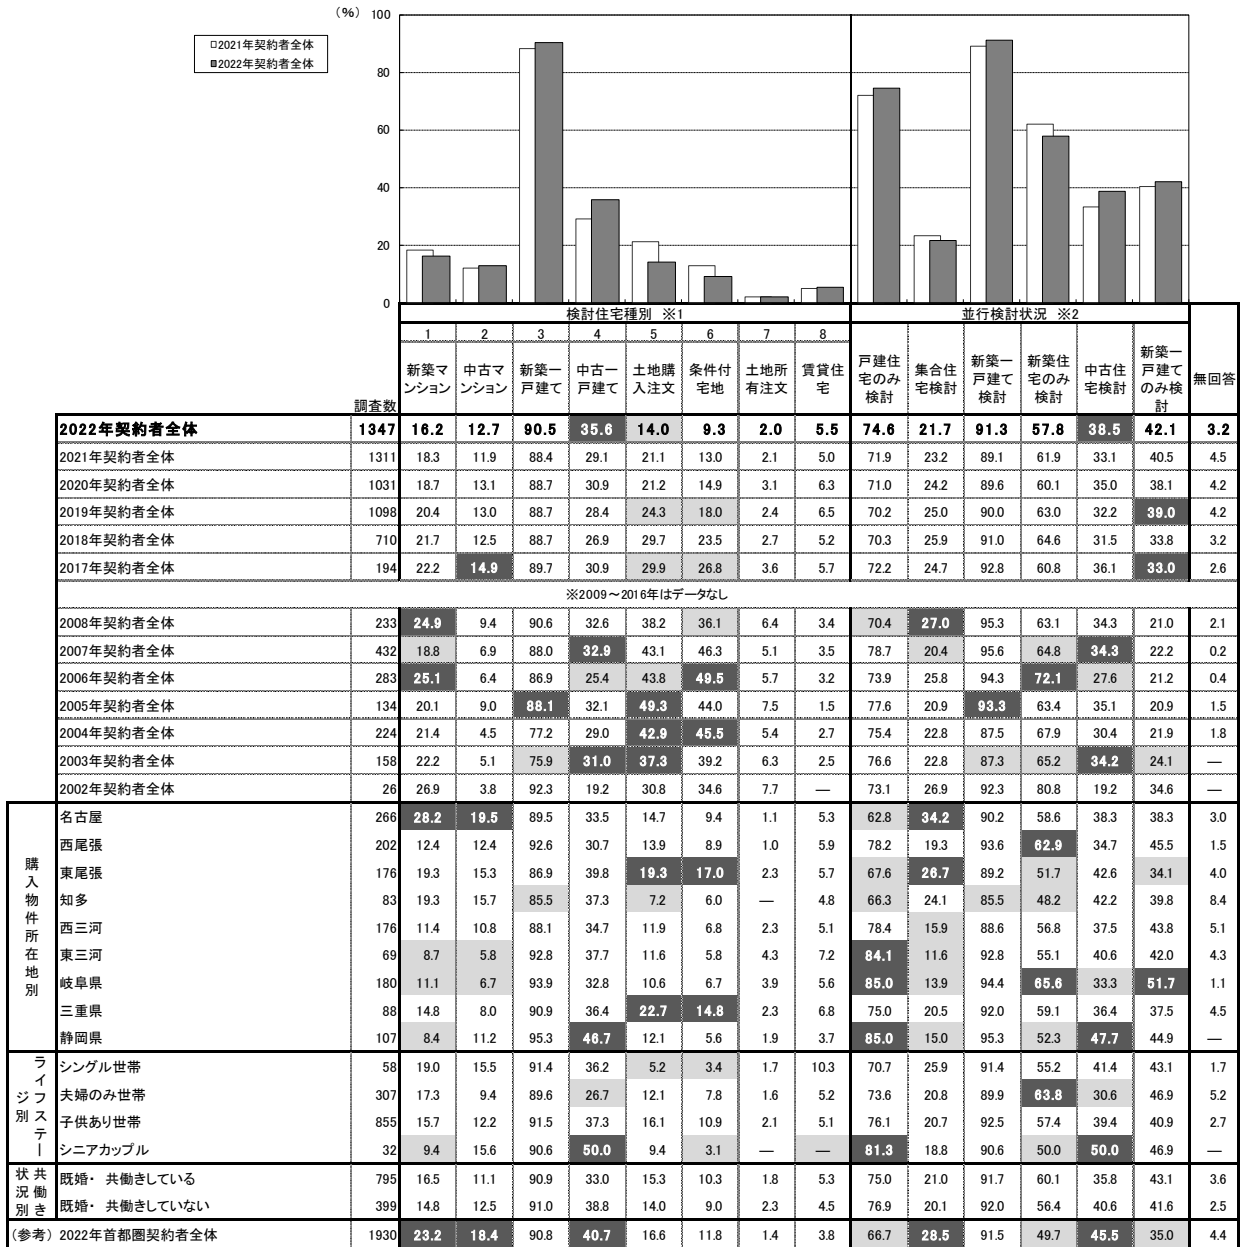 （％）
100
80
60
40
20
0
□2021年契約者全体
■2022年契約者全体
検討住宅種別 ※1 並行検討状況 ※2
1 2 3 4 5 6 7 8
調査数 新築マンション 中古マンション 新築一戸建て 中古一戸建て 土地購入注文 条件付宅地 土地所有注文 賃貸住宅 戸建住宅のみ検討 集合住宅検討 新築一戸建て検討 新築住宅のみ検討 中古住宅検討 新築一戸建てのみ検討 無回答
2022年契約者全体 1347 16.2 12.7 90.5 35.6 14.0 9.3 2.0 5.5 74.6 21.7 91.3 57.8 38.5 42.1 3.2
2021年契約者全体 1311 18.3 11.9 88.4 29.1 21.1 13.0 2.1 5.0 71.9 23.2 89.1 61.9 33.1 40.5 4.5
2020年契約者全体 1031 18.7 13.1 88.7 30.9 21.2 14.9 3.1 6.3 71.0 24.2 89.6 60.1 35.0 38.1 4.2
2019年契約者全体 1098 20.4 13.0 88.7 28.4 24.3 18.0 2.4 6.5 70.2 25.0 90.0 63.0 32.2 39.0 4.2
2018年契約者全体 710 21.7 12.5 88.7 26.9 29.7 23.5 2.7 5.2 70.3 25.9 91.0 64.6 31.5 33.8 3.2
2017年契約者全体 194 22.2 14.9 89.7 30.9 29.9 26.8 3.6 5.7 72.2 24.7 92.8 60.8 36.1 33.0 2.6
※2009～2016年はデータなし
2008年契約者全体 233 24.9 9.4 90.6 32.6 38.2 36.1 6.4 3.4 70.4 27.0 95.3 63.1 34.3 21.0 2.1
2007年契約者全体 432 18.8 6.9 88.0 32.9 43.1 46.3 5.1 3.5 78.7 20.4 95.6 64.8 34.3 22.2 0.2
2006年契約者全体 283 25.1 6.4 86.9 25.4 43.8 49.5 5.7 3.2 73.9 25.8 94.3 72.1 27.6 21.2 0.4
2005年契約者全体 134 20.1 9.0 88.1 32.1 49.3 44.0 7.5 1.5 77.6 20.9 93.3 63.4 35.1 20.9 1.5
2004年契約者全体 224 21.4 4.5 77.2 29.0 42.9 45.5 5.4 2.7 75.4 22.8 87.5 67.9 30.4 21.9 1.8
2003年契約者全体 158 22.2 5.1 75.9 31.0 37.3 39.2 6.3 2.5 76.6 22.8 87.3 65.2 34.2 24.1 ―
2002年契約者全体 26 26.9 3.8 92.3 19.2 30.8 34.6 7.7 ― 73.1 26.9 92.3 80.8 19.2 34.6 ―
購入物件所在地別
名古屋 266 28.2 19.5 89.5 33.5 14.7 1.1 9.4 5.3 62.8 34.2 90.2 58.6 38.3 38.3 3.0
西尾張 202 12.4 12.4 92.6 30.7 13.9 8.9 1.0 5.9 78.2 19.3 93.6 62.9 34.7 45.5 1.5
東尾張 176 19.3 15.3 86.9 39.8 19.3 17.0 2.3 5.7 67.6 26.7 89.2 51.7 42.6 34.1 4.0
知多 83 19.3 15.7 85.5 37.3 7.2 6.0 ― 4.8 66.3 24.1 85.5 48.2 42.2 39.8 8.4
西三河 176 11.4 10.8 88.1 34.7 11.9 6.8 2.3 5.1 78.4 15.9 88.6 56.8 37.5 43.8 5.1
東三河 69 8.7 5.8 92.8 37.7 11.6 5.8 4.3 7.2 84.1 11.6 92.8 55.1 40.6 42.0 4.3
岐阜県 180 11.1 6.7 93.9 32.8 10.6 6.7 3.9 5.6 85.0 13.9 94.4 65.6 33.3 51.7 1.1
三重県 88 14.8 8.0 90.9 36.4 22.7 14.8 2.3 6.8 75.0 20.5 92.0 59.1 36.4 37.5 4.5
静岡県 107 8.4 11.2 95.3 46.7 12.1 5.6 1.9 3.7 85.0 15.0 95.3 52.3 47.7 44.9 ―
ライフステージ別
シングル世帯 58 19.0 15.5 91.4 36.2 5.2 3.4 1.7 10.3 70.7 25.9 91.4 55.2 41.4 43.1 1.7
夫婦のみ世帯 307 17.3 9.4 89.6 26.7 12.1 7.8 1.6 5.2 73.6 20.8 89.9 63.8 30.6 46.9 5.2
子供あり世帯 855 15.7 12.2 91.5 37.3 16.1 10.9 2.1 5.1 76.1 20.7 92.5 57.4 39.4 40.9 2.7
シニアカップル 32 9.4 15.6 90.6 50.0 9.4 3.1 ― ― 81.3 18.8 90.6 50.0 50.0 46.9 ―
共働き状況別
既婚・ 共働きしている 795 16.5 11.1 90.9 33.0 15.3 10.3 1.8 5.3 75.0 21.0 91.7 60.1 35.8 43.1 3.6
既婚・ 共働きしていない 399 14.8 12.5 91.0 38.8 14.0 9.0 2.3 4.5 76.9 20.1 92.0 56.4 40.6 41.6 2.5
(参考) 2022年首都圏契約者全体 1930 23.2 18.4 90.8 40.7 16.6 11.8 1.4 3.8 66.7 28.5 91.5 49.7 45.5 35.0 4.4